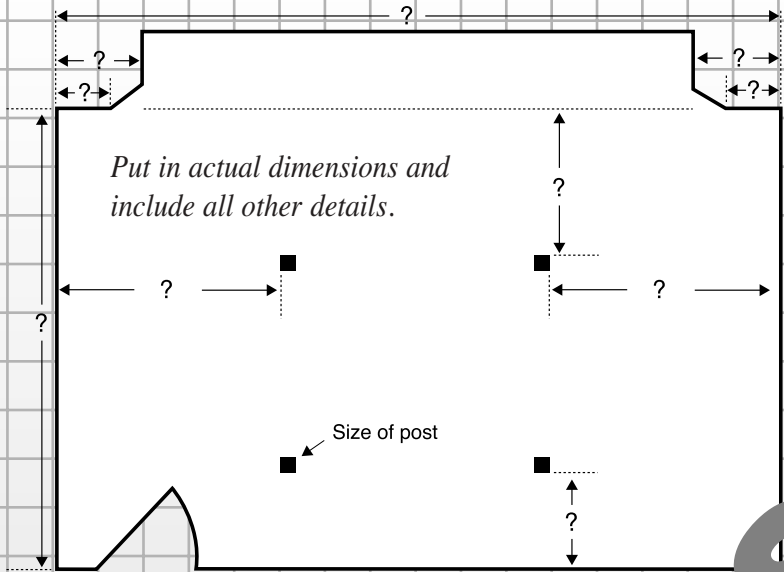 ?
? ?
? ?
Put in actual dimensions and
include all other details.
?
? ?
?
Size of post
?